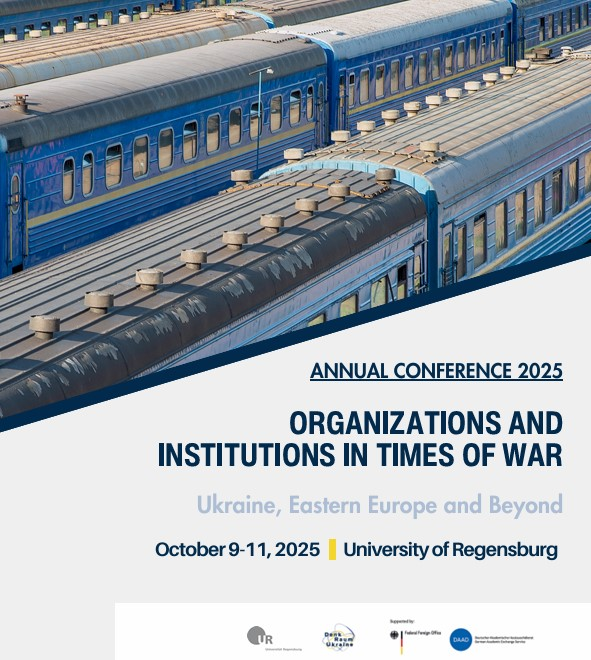 ANNUAL CONFERENCE 2025
ORGANIZATIONS AND
INSTITUTIONS IN TIMES OF WAR
Ukraine, Eastern Europe and Beyond
October 9-11, 2025 | University of Regensburg
Supported by:
UR
Universität Regensburg
Denk
Raum
Ukraine
Federal Foreign Office
DAAD
Deutscher Akademischer Austauschdienst
German Academic Exchange Service